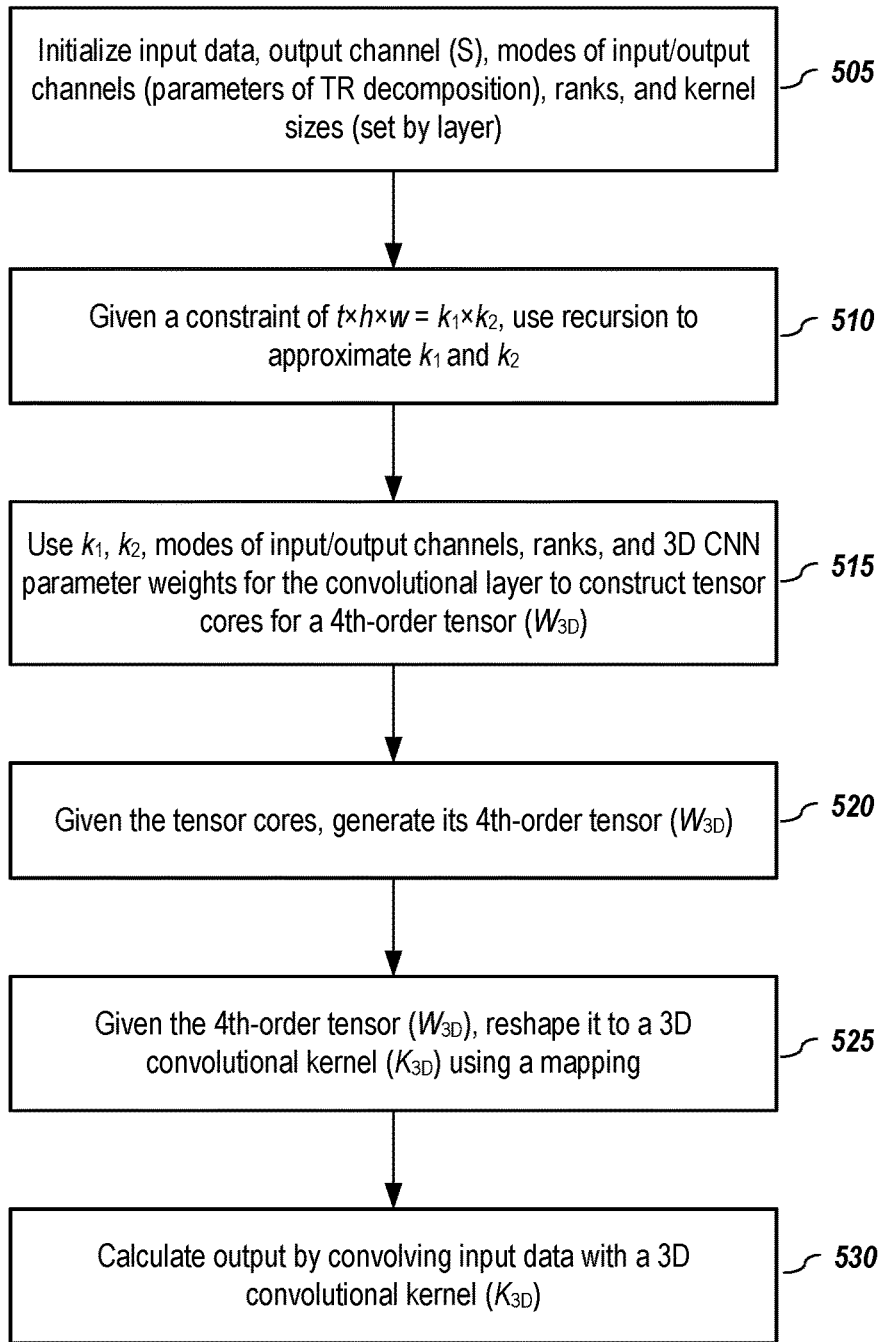 Initialize input data, output channel (S), modes of input/output
channels (parameters of TR decomposition), ranks, and kernel
sizes (set by layer)
505
Given a constraint of t×h×w = k₁×k₂, use recursion to
approximate k₁ and k₂
510
Use k₁, k₂, modes of input/output channels, ranks, and 3D CNN
parameter weights for the convolutional layer to construct tensor
cores for a 4th-order tensor (W3D)
515
Given the tensor cores, generate its 4th-order tensor (W3D)
520
Given the 4th-order tensor (W3D), reshape it to a 3D
convolutional kernel (K3D) using a mapping
525
Calculate output by convolving input data with a 3D
convolutional kernel (K3D)
530